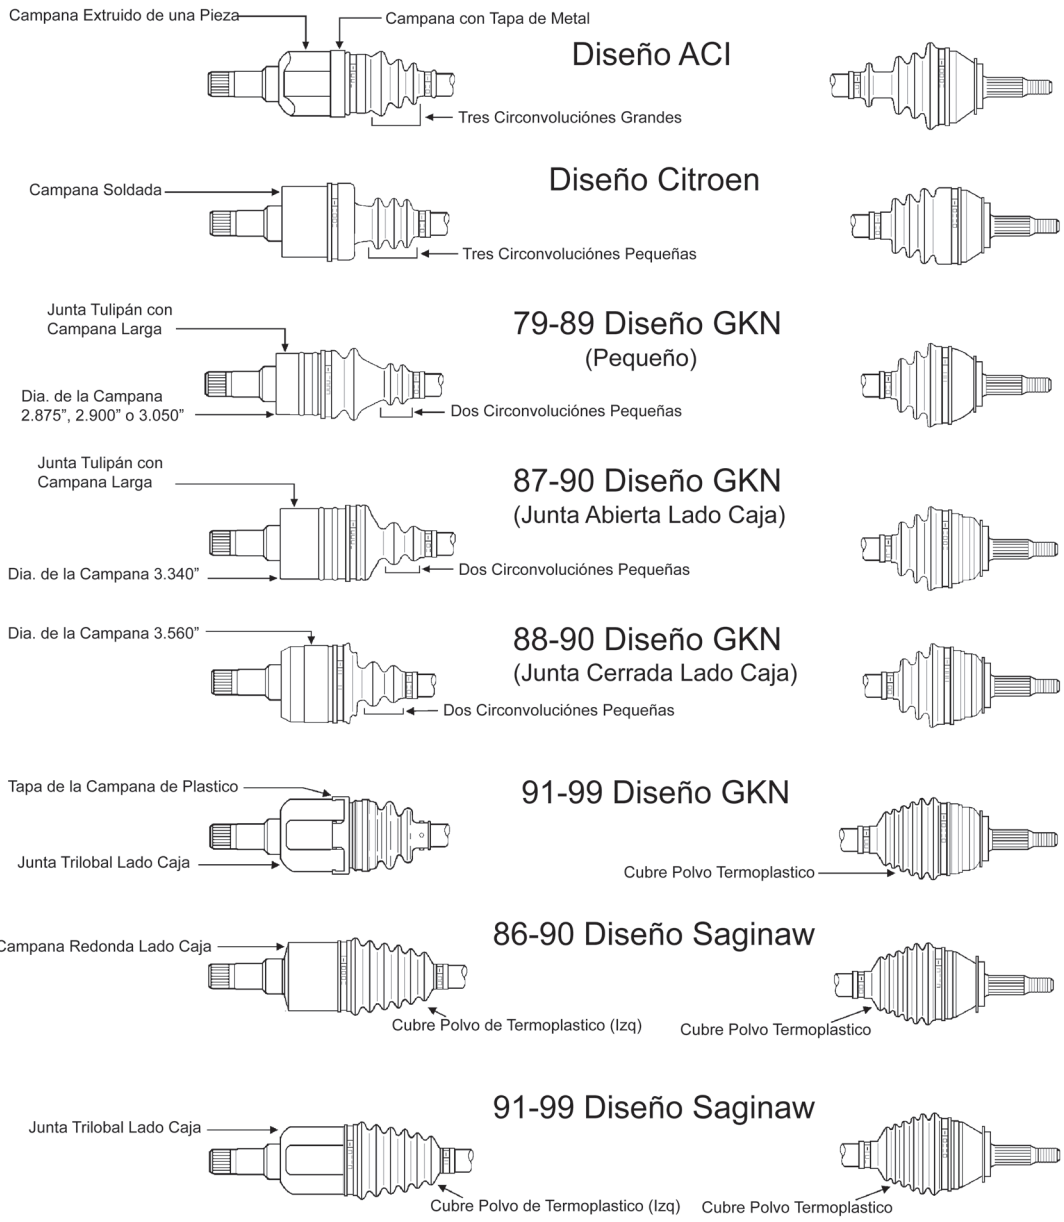 Campana Extruido de una Pieza
Campana con Tapa de Metal
Diseño ACI
Tres Circonvoluciónes Grandes
Diseño Citroen
Campana Soldada
Tres Circonvoluciónes Pequeñas
Junta Tulipán con
Campana Larga
79-89 Diseño GKN
(Pequeño)
Dia. de la Campana
2.875”, 2.900” o 3.050”
Dos Circonvoluciónes Pequeñas
Junta Tulipán con
Campana Larga
87-90 Diseño GKN
(Junta Abierta Lado Caja)
Dia. de la Campana 3.340”
Dos Circonvoluciónes Pequeñas
Dia. de la Campana 3.560”
88-90 Diseño GKN
(Junta Cerrada Lado Caja)
Dos Circonvoluciónes Pequeñas
Tapa de la Campana de Plastico
91-99 Diseño GKN
Junta Trilobal Lado Caja
Cubre Polvo Termoplastico
86-90 Diseño Saginaw
Campana Redonda Lado Caja
Cubre Polvo de Termoplastico (Izq)
Cubre Polvo Termoplastico
91-99 Diseño Saginaw
Junta Trilobal Lado Caja
Cubre Polvo de Termoplastico (Izq)
Cubre Polvo Termoplastico